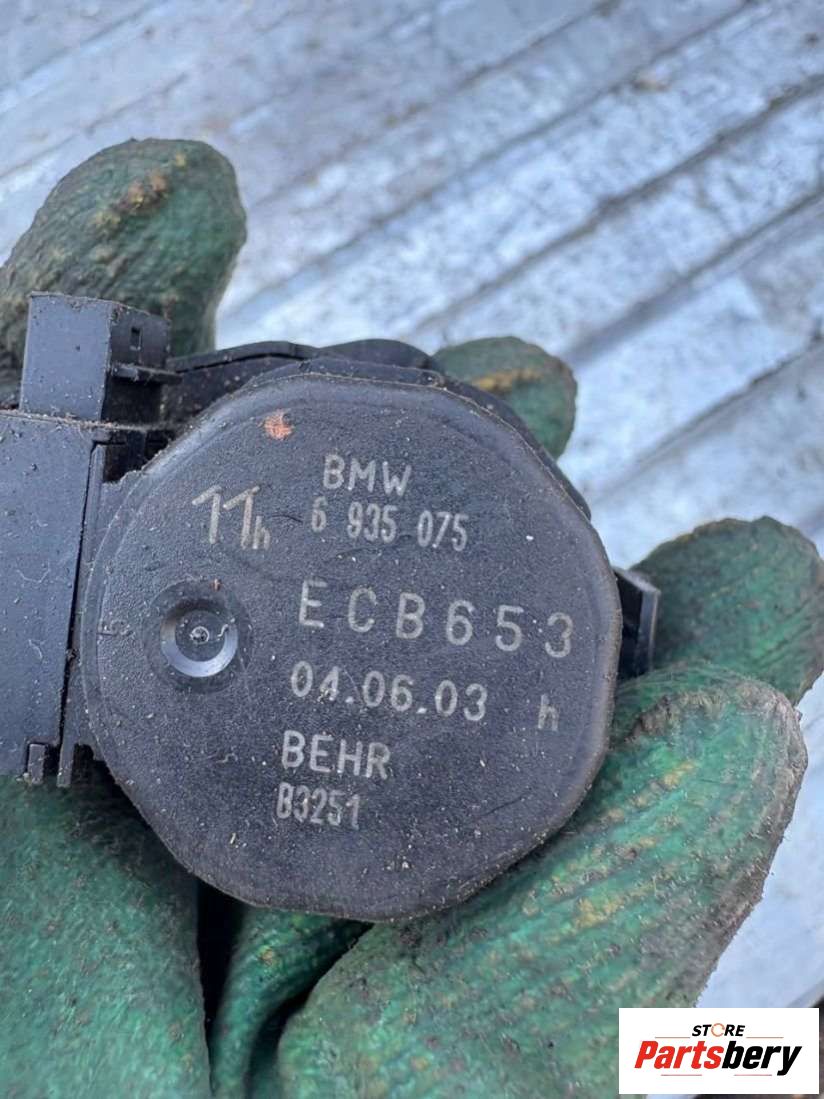 BMW
11h 6 935 075
ECB653
04.06.03 h
BEHR
B3251
STORE
Partsbery